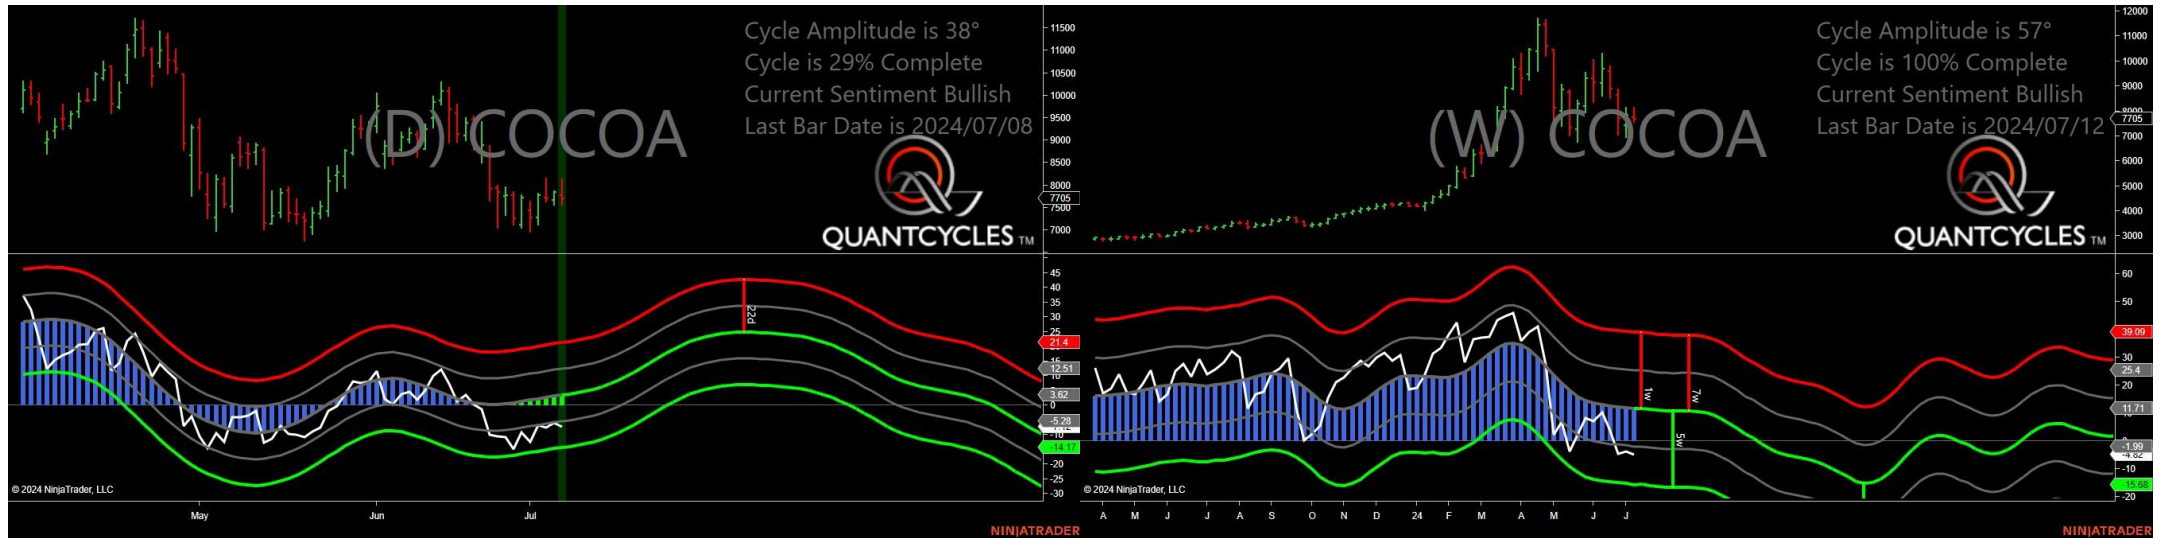 Cycle Amplitude is 38°
Cycle is 29% Complete
Current Sentiment Bullish
Last Bar Date is 2024/07/08
(D) COCOA
QUANTCYCLES TM
11500
11000
10500
10000
9500
9000
8500
8000
7705
7500
7000
45
40
35
30
25
21.4
15
12.51
3.62
0
-5.28
-10
-14.17
-20
-25
-30
22d
© 2024 NinjaTrader, LLC
May
Jun
Jul
NINJATRADER
Cycle Amplitude is 57°
Cycle is 100% Complete
Current Sentiment Bullish
Last Bar Date is 2024/07/12
(W) COCOA
QUANTCYCLES TM
12000
11000
10000
9000
8000
7705
7000
6000
5000
4000
3000
60
50
39.09
30
25.4
20
11.71
-1.99
-4.82
-10
-15.68
-20
1w
7w
5w
© 2024 NinjaTrader, LLC
A M J J A S O N D 24 F M A M J J
NINJATRADER